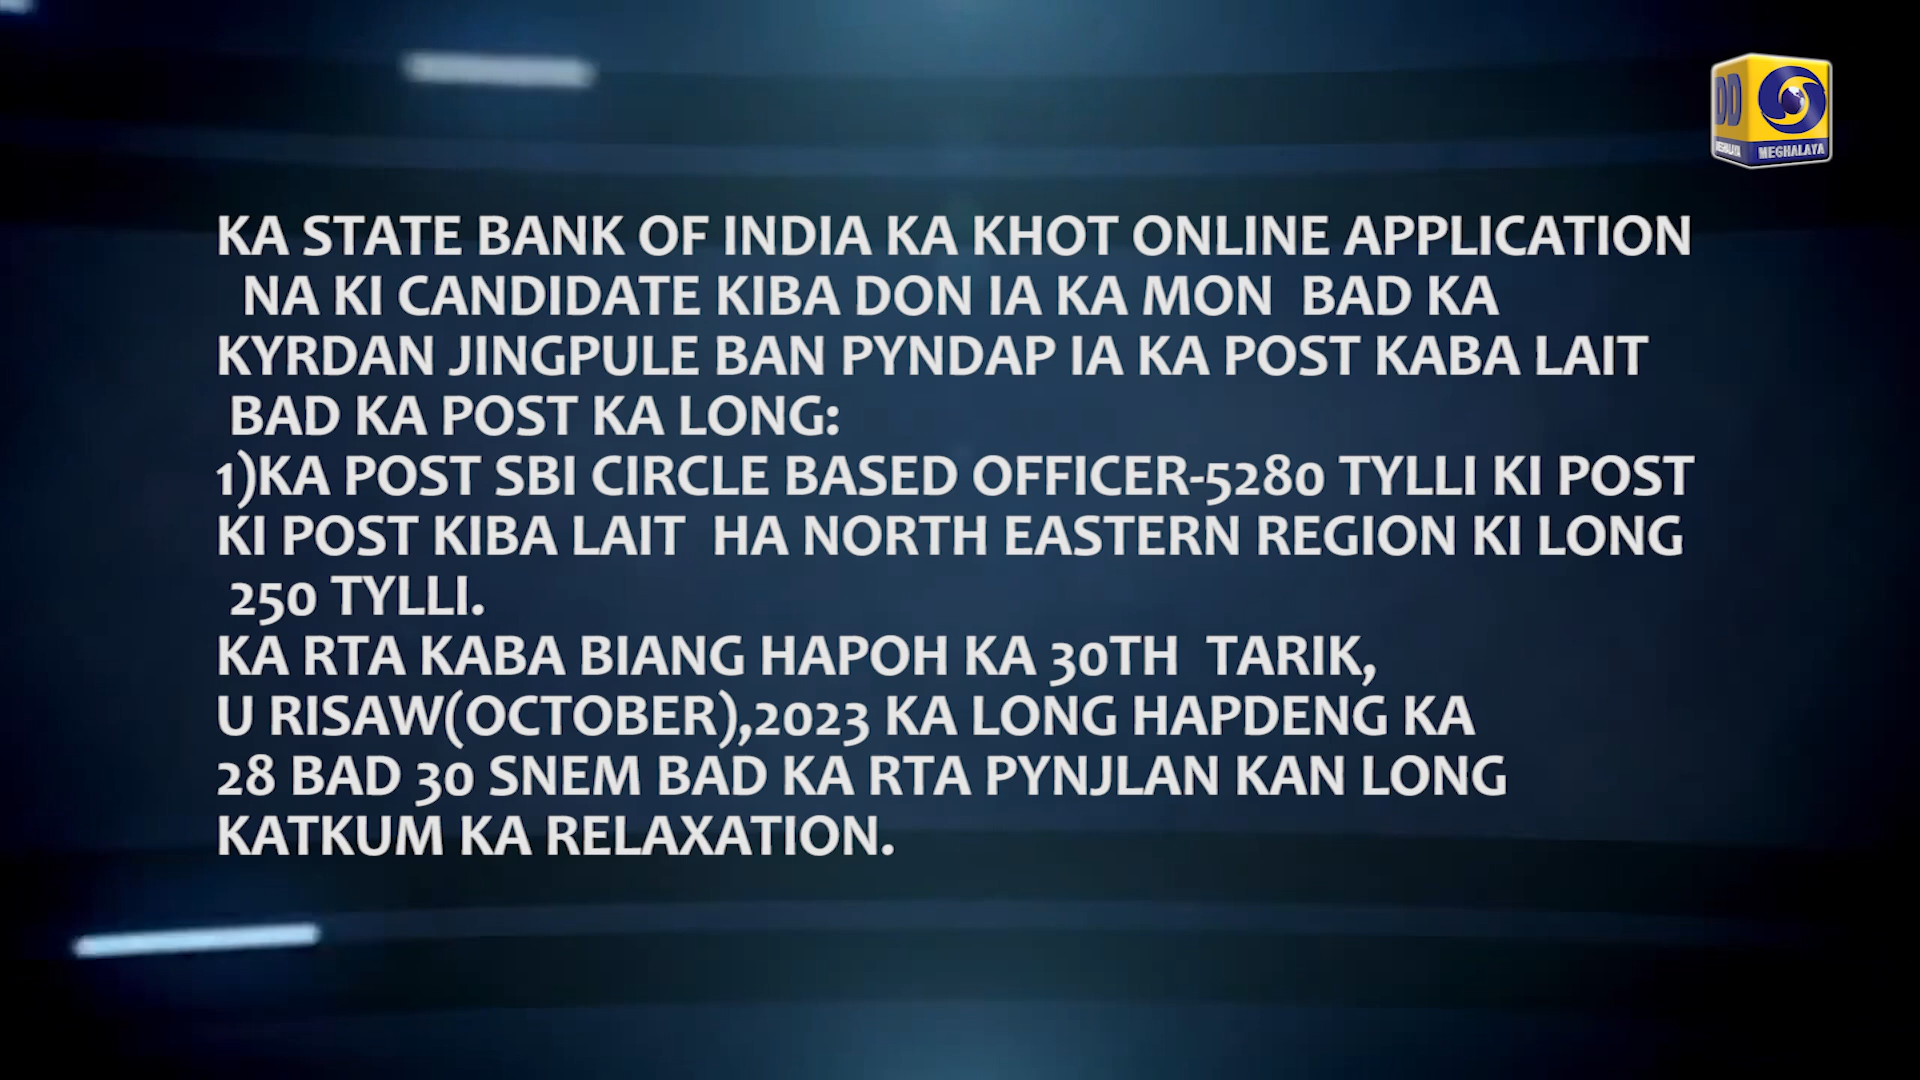 DD
MEGHALAYA
MEGHALAYA
KA STATE BANK OF INDIA KA KHOT ONLINE APPLICATION
NA KI CANDIDATE KIBA DON IA KA MON BAD KA
KYRDAN JINGPULE BAN PYNDAP IA KA POST KABA LAIT
BAD KA POST KA LONG:
1)KA POST SBI CIRCLE BASED OFFICER-5280 TYLLI KI POST
KI POST KIBA LAIT HA NORTH EASTERN REGION KI LONG
250 TYLLI.
KA RTA KABA BIANG HAPOH KA 30TH TARIK,
U RISAW(OCTOBER),2023 KA LONG HAPDENG KA
28 BAD 30 SNEM BAD KA RTA PYNJLAN KAN LONG
KATKUM KA RELAXATION.